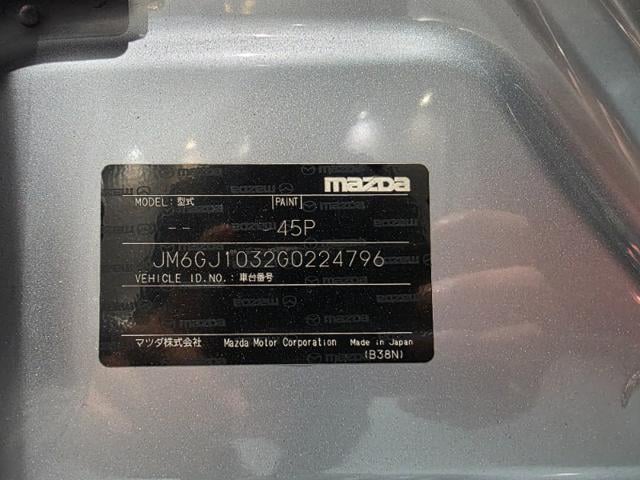 mazda
MODEL: 型式 PAINT
-- 45P
JM6GJ1032G0224796
VEHICLE ID.NO.: 車台番号
マツダ株式会社 Mazda Motor Corporation Made in Japan
(B38N)